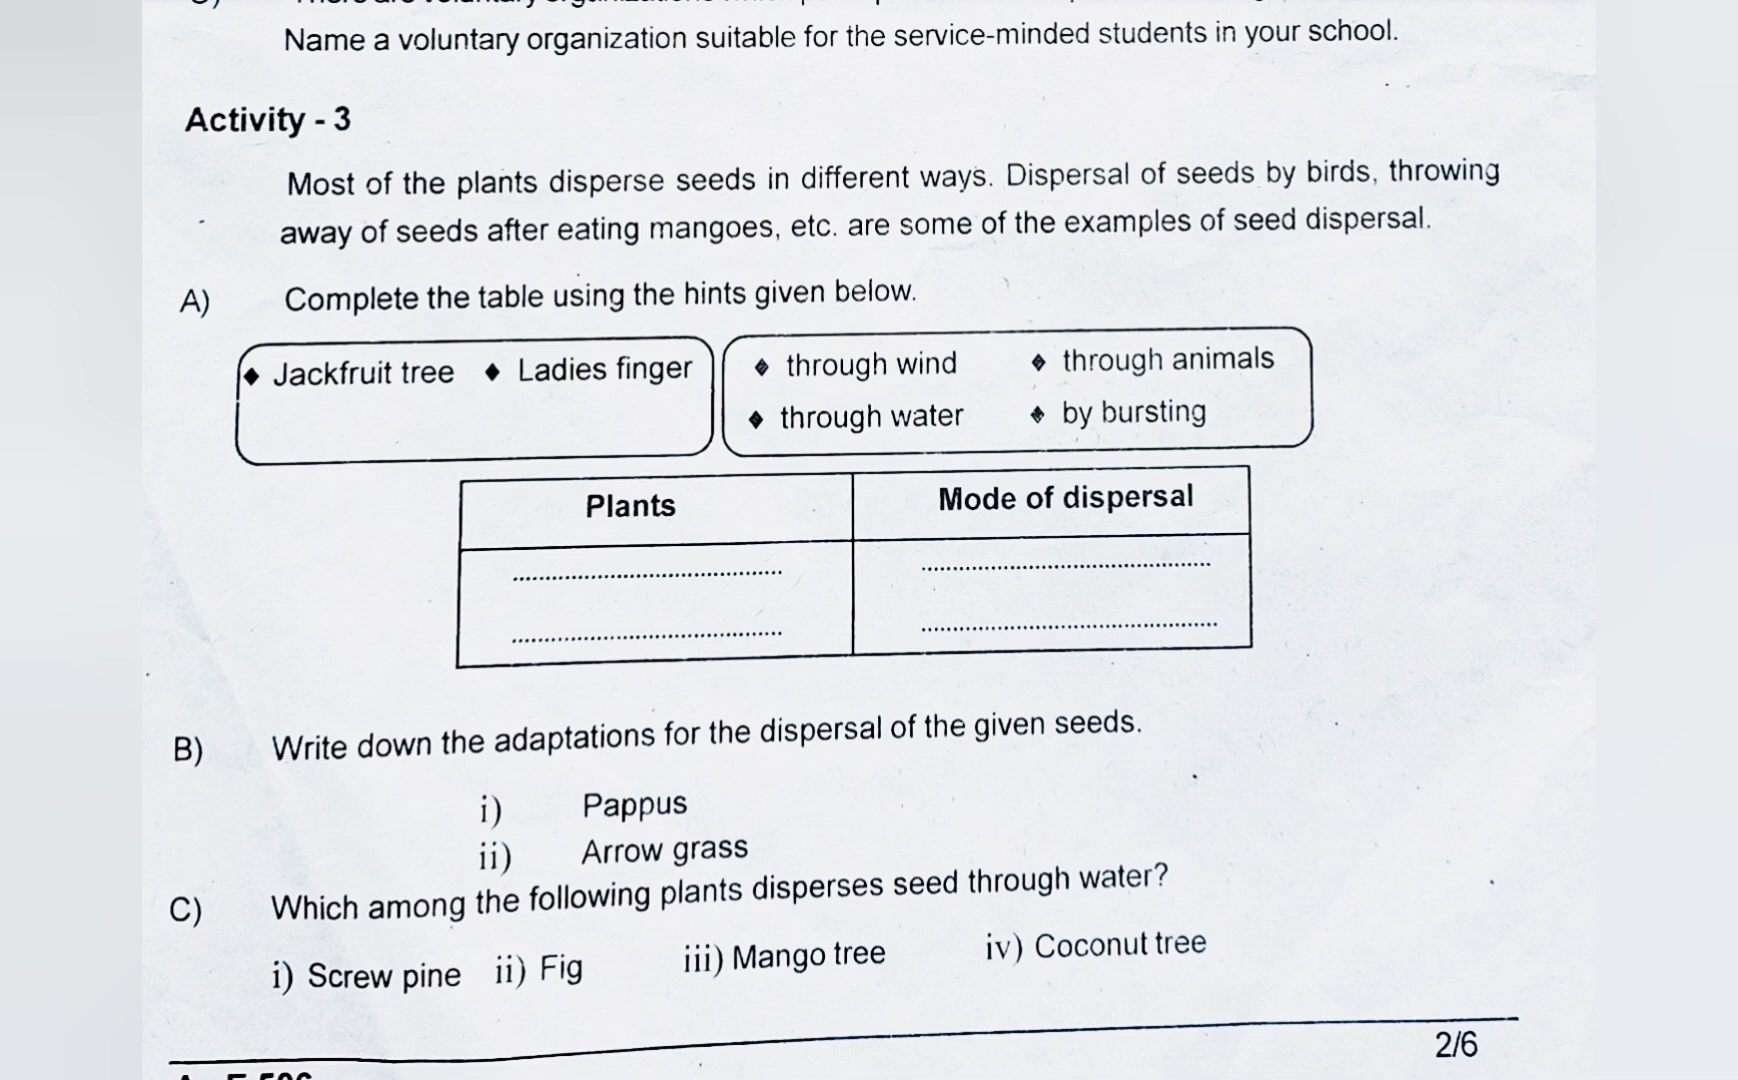 Name a voluntary organization suitable for the service-minded students in your school.
Activity - 3
Most of the plants disperse seeds in different ways. Dispersal of seeds by birds, throwing
away of seeds after eating mangoes, etc. are some of the examples of seed dispersal.
A) Complete the table using the hints given below.
◆ Jackfruit tree ◆ Ladies finger
◆ through wind ◆ through animals
◆ through water ◆ by bursting
Plants Mode of dispersal
B) Write down the adaptations for the dispersal of the given seeds.
i) Pappus
ii) Arrow grass
C) Which among the following plants disperses seed through water?
i) Screw pine ii) Fig iii) Mango tree iv) Coconut tree
2/6